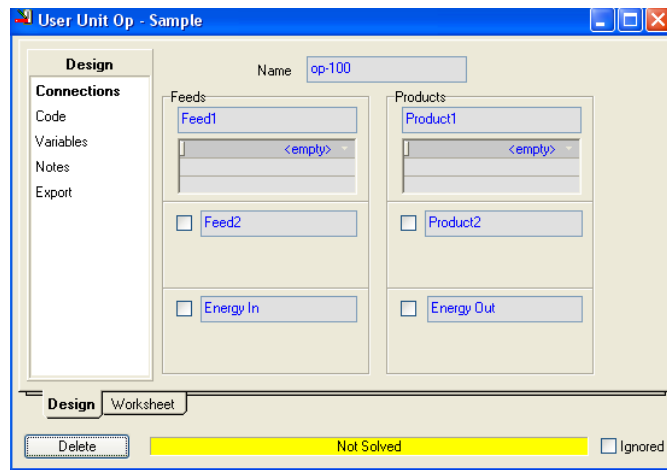 User Unit Op - Sample
Design
Connections
Code
Variables
Notes
Export
Name op-100
Feeds
Feed1
<empty>
Feed2
Energy In
Products
Product1
<empty>
Product2
Energy Out
Design Worksheet
Delete Not Solved Ignored